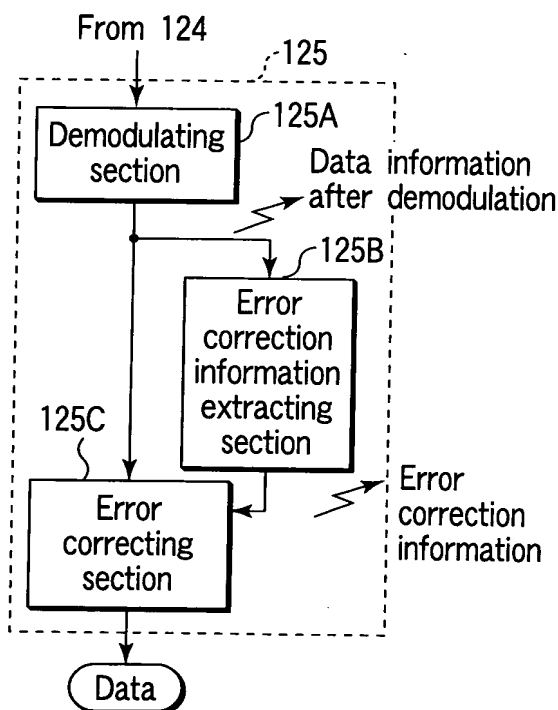 From 124
125
125A
Demodulating
section
Data information
after demodulation
125B
Error
correction
information
extracting
section
125C
Error
correcting
section
Error
correction
information
Data